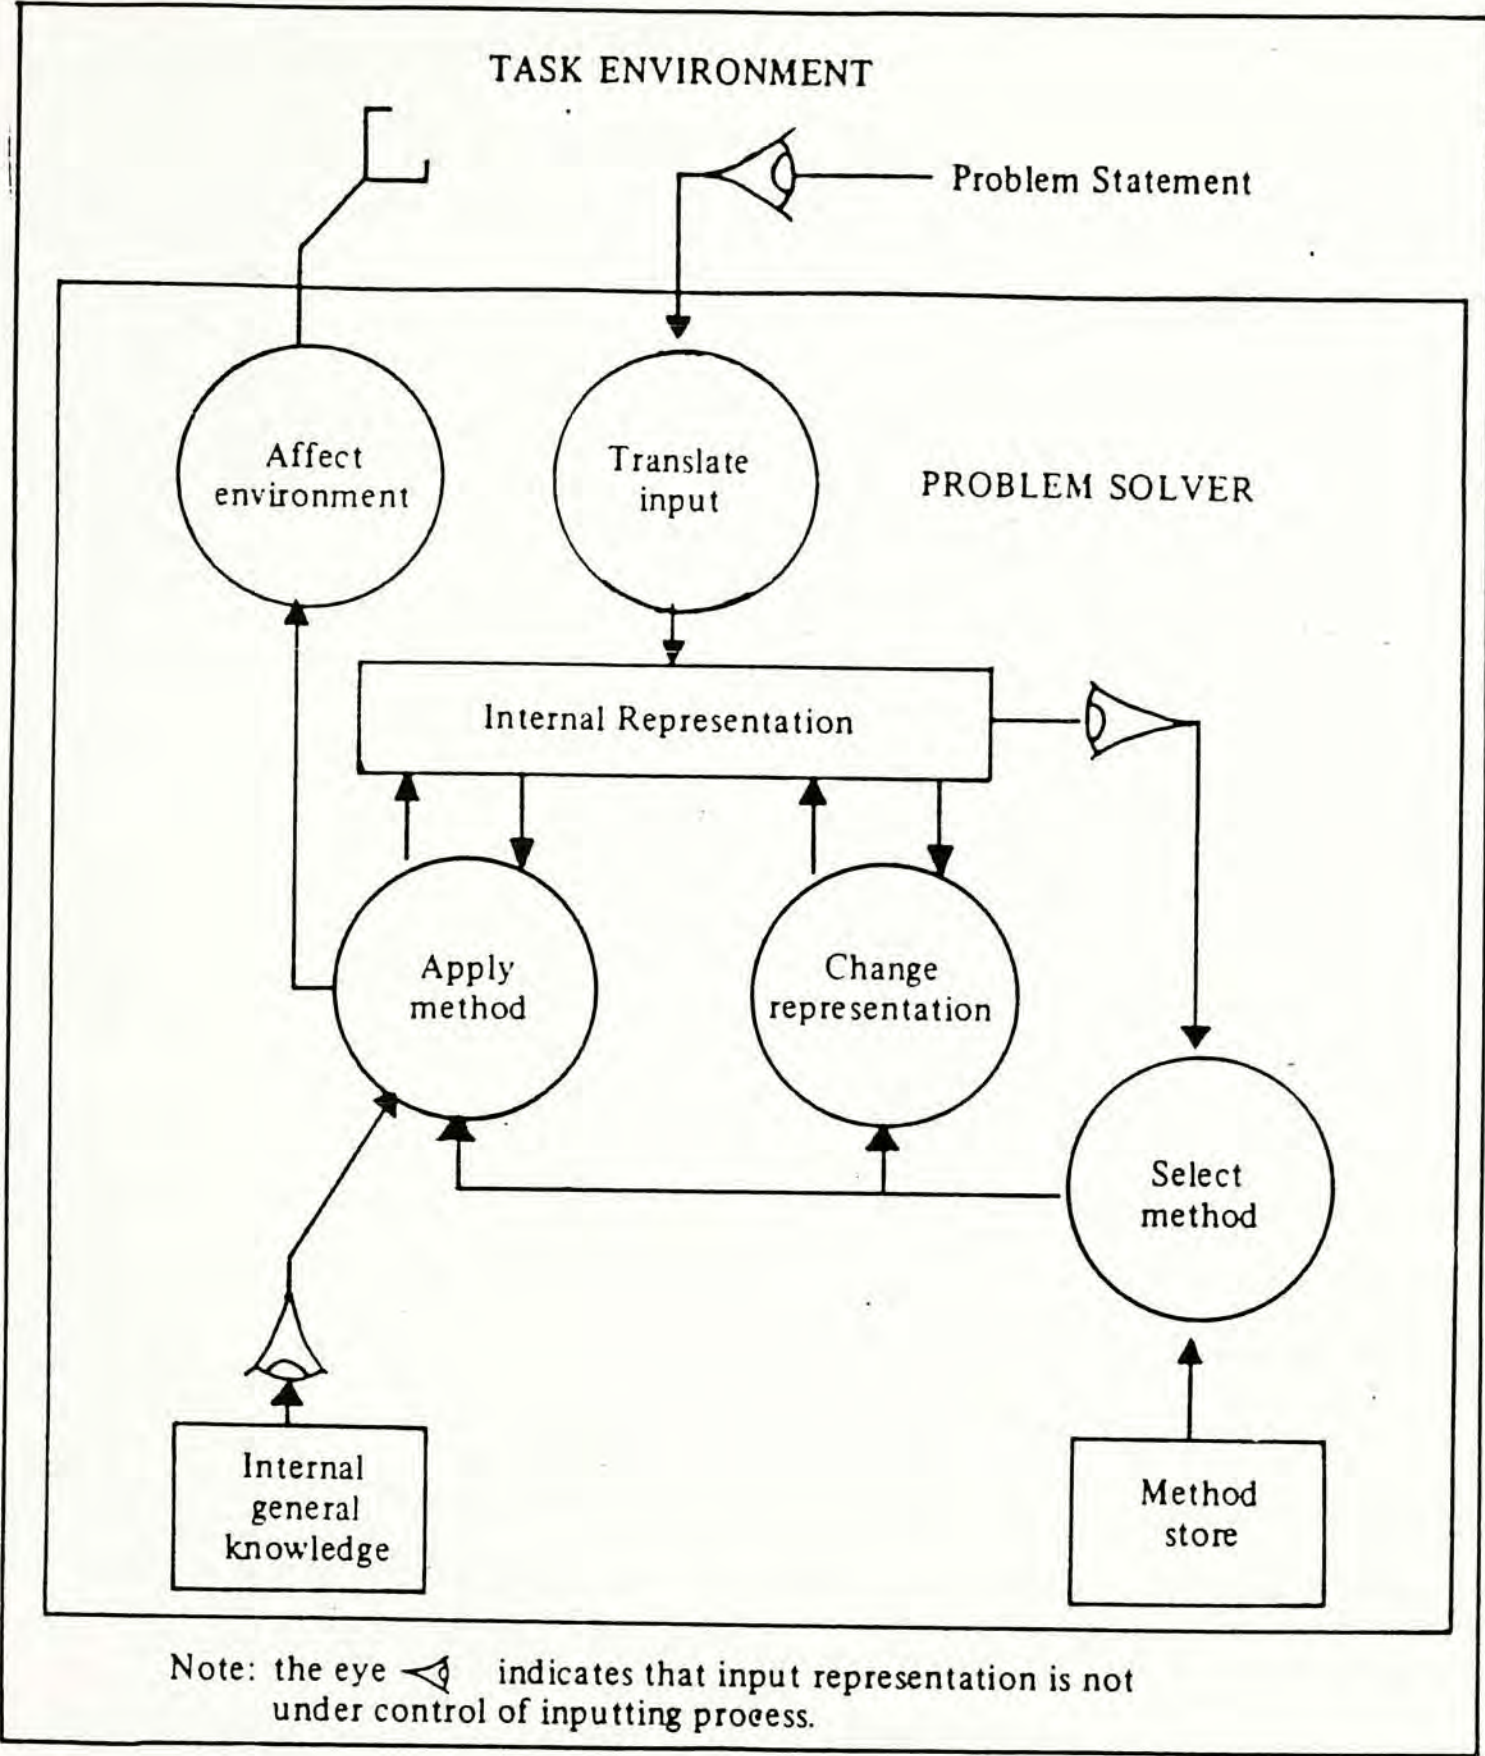 TASK ENVIRONMENT
Problem Statement
Affect
environment
Translate
input
PROBLEM SOLVER
Internal Representation
Apply
method
Change
representation
Select
method
Internal
general
knowledge
Method
store
Note: the eye indicates that input representation is not
under control of inputting process.